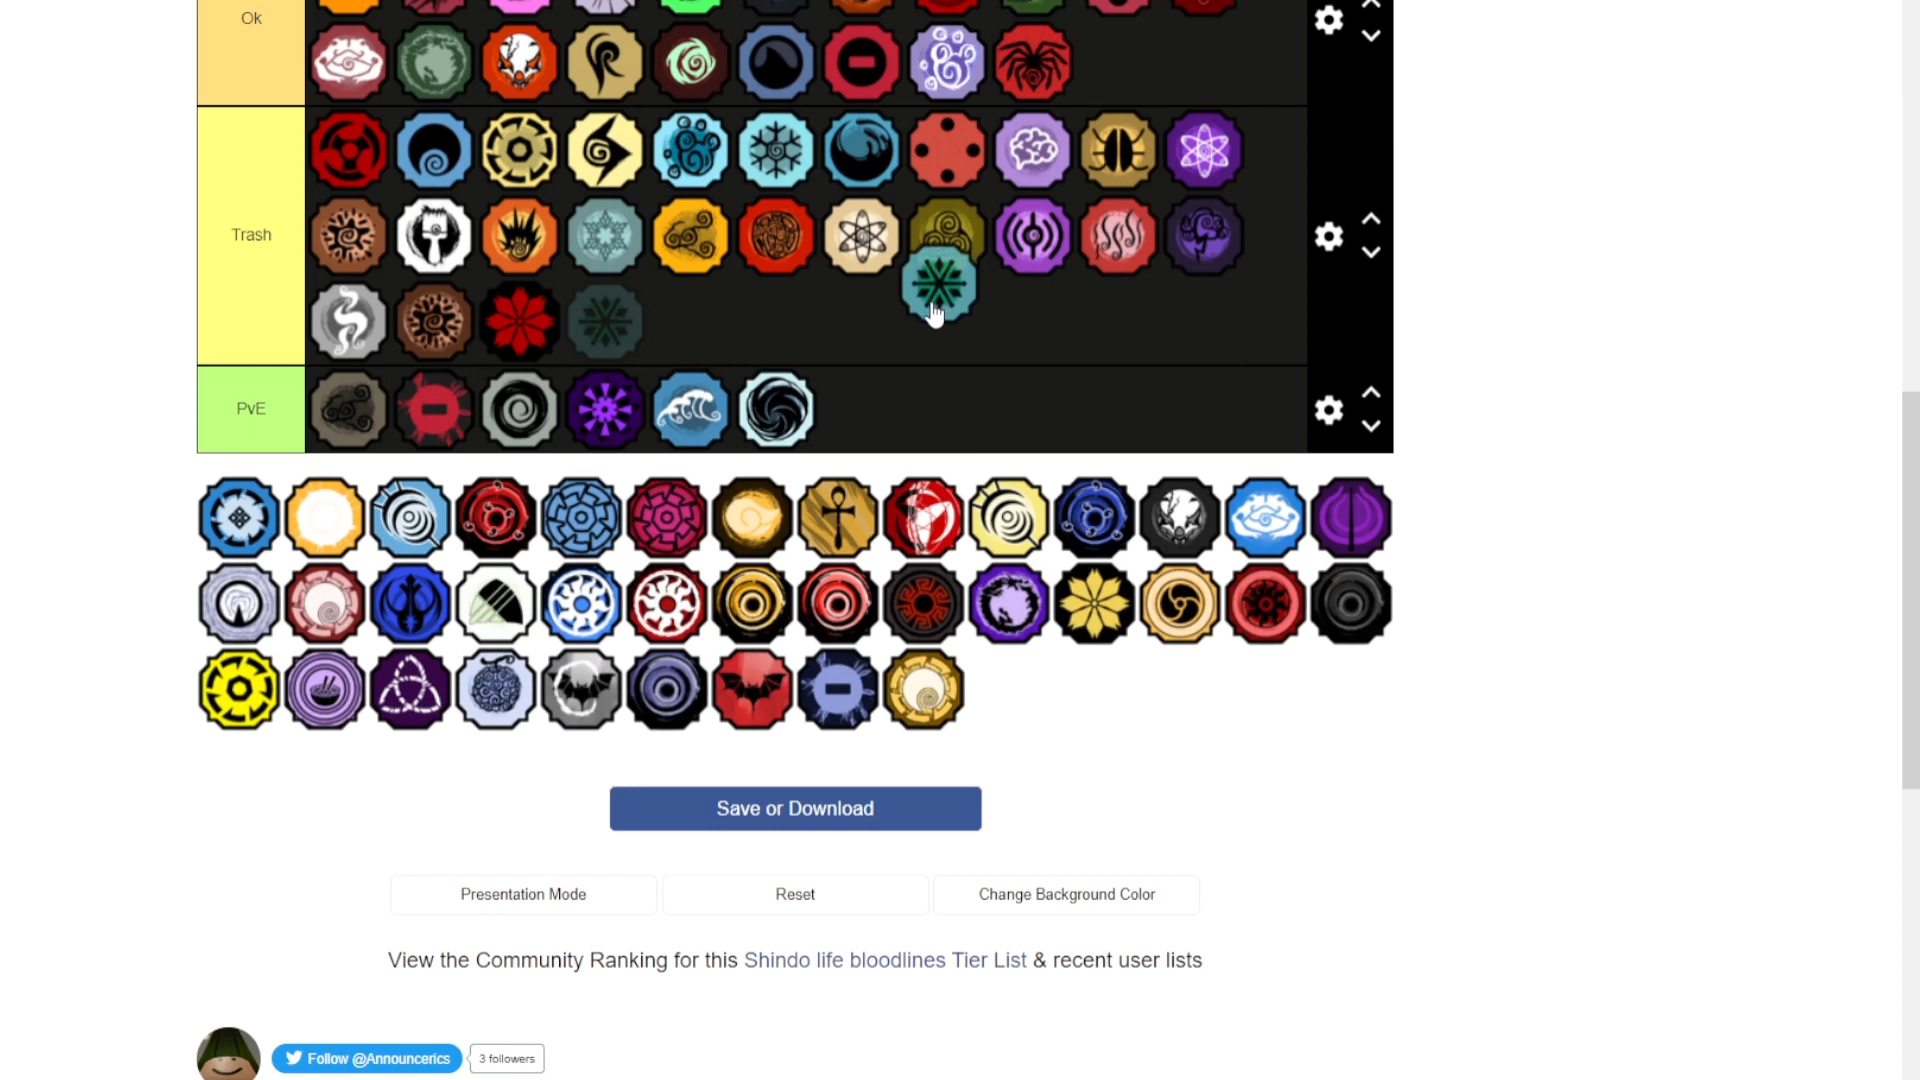 Ok
Trash
PvE
Save or Download
Presentation Mode
Reset
Change Background Color
View the Community Ranking for this Shindo life bloodlines Tier List & recent user lists
Follow @Announcerics
3 followers